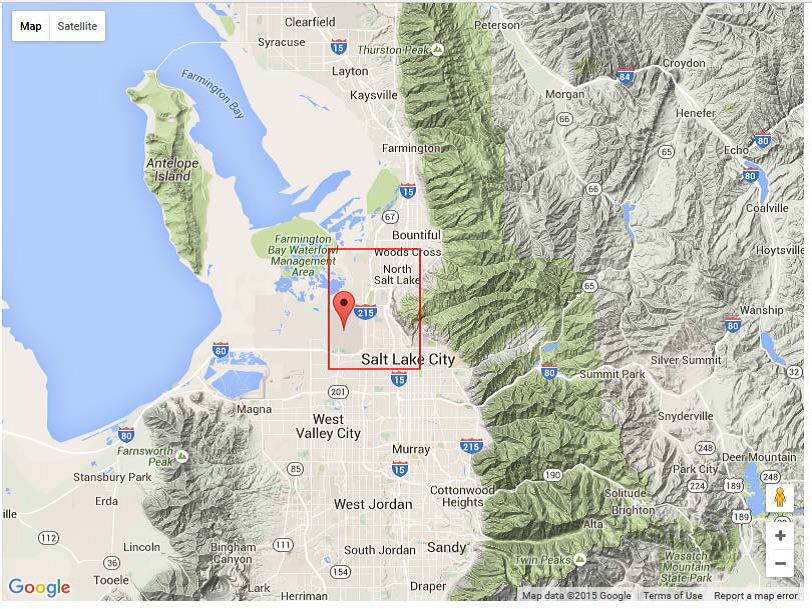 Map
Satellite
Clearfield
Syracuse
15
Thurston Peak
Peterson
Layton
Kaysville
Morgan
84
Croydon
66
Henefer
Farmington Bay
Antelope
Island
Farmington
Echo
80
65
80
66
15
67
Coalville
Bountiful
Farmington
Bay Waterfowl
Management
Area
Woods Cross
North
Salt Lake
Hoytsville
65
215
Wanship
80
80
Salt Lake City
Silver Summit
32
15
80
Summit Park
201
Magna
West
Valley City
Snyderville
80
Farnsworth
Peak
215
Murray
248
Deer Mountain
Park City
248
85
15
Stansbury Park
190
224
189
Erda
Cottonwood
Heights
Solitude
ille
West Jordan
Brighton
189
Alta
112
Lincoln
Bingham
Canyon
111
South Jordan
Sandy
36
Twin Peaks
Wasatch
Mountain
State Park
Tooele
154
Lark
Herriman
Draper
Google
Map data ©2015 Google
Terms of Use
Report a map error